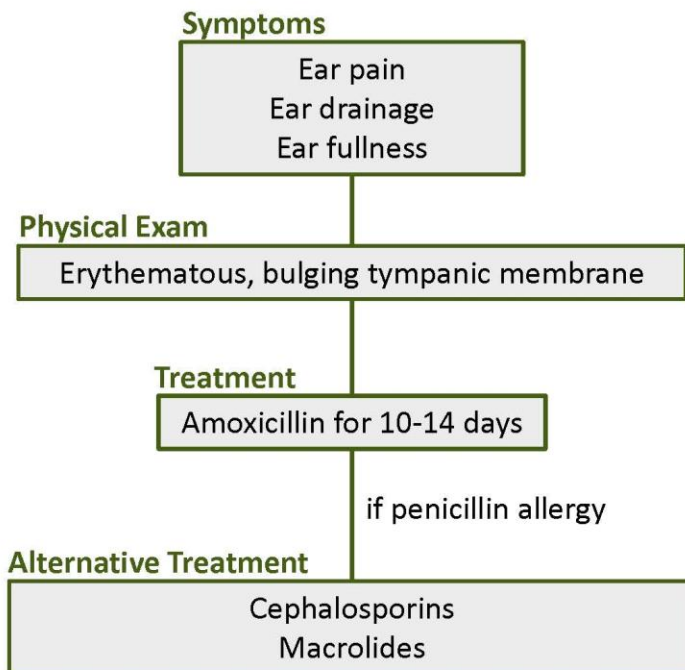 Symptoms
Ear pain
Ear drainage
Ear fullness
Physical Exam
Erythematous, bulging tympanic membrane
Treatment
Amoxicillin for 10-14 days
if penicillin allergy
Alternative Treatment
Cephalosporins
Macrolides